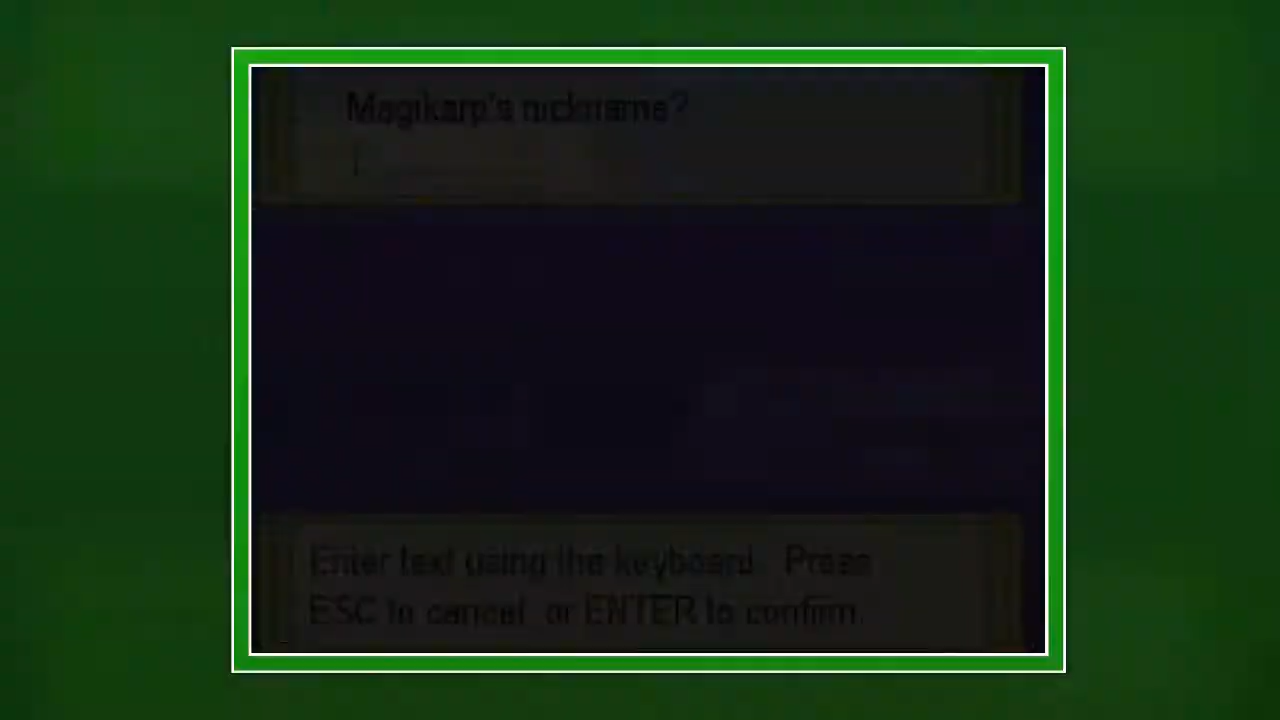 Magikarp's nickname?
Enter text using the keyboard. Press
ESC to cancel, or ENTER to confirm.